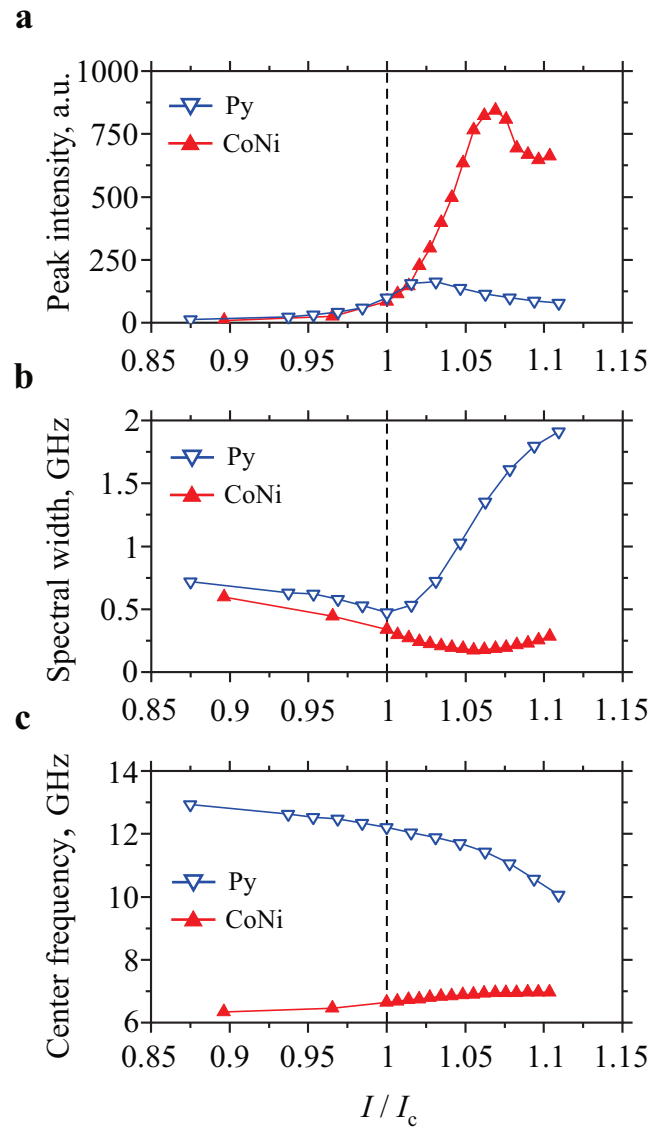 a
Peak intensity, a.u.
1000
750
500
250
0
Py
CoNi
0.85 0.9 0.95 1 1.05 1.1 1.15
b
Spectral width, GHz
2
1.5
1
0.5
0
Py
CoNi
0.85 0.9 0.95 1 1.05 1.1 1.15
c
Center frequency, GHz
14
12
10
8
6
Py
CoNi
0.85 0.9 0.95 1 1.05 1.1 1.15
I / Ic